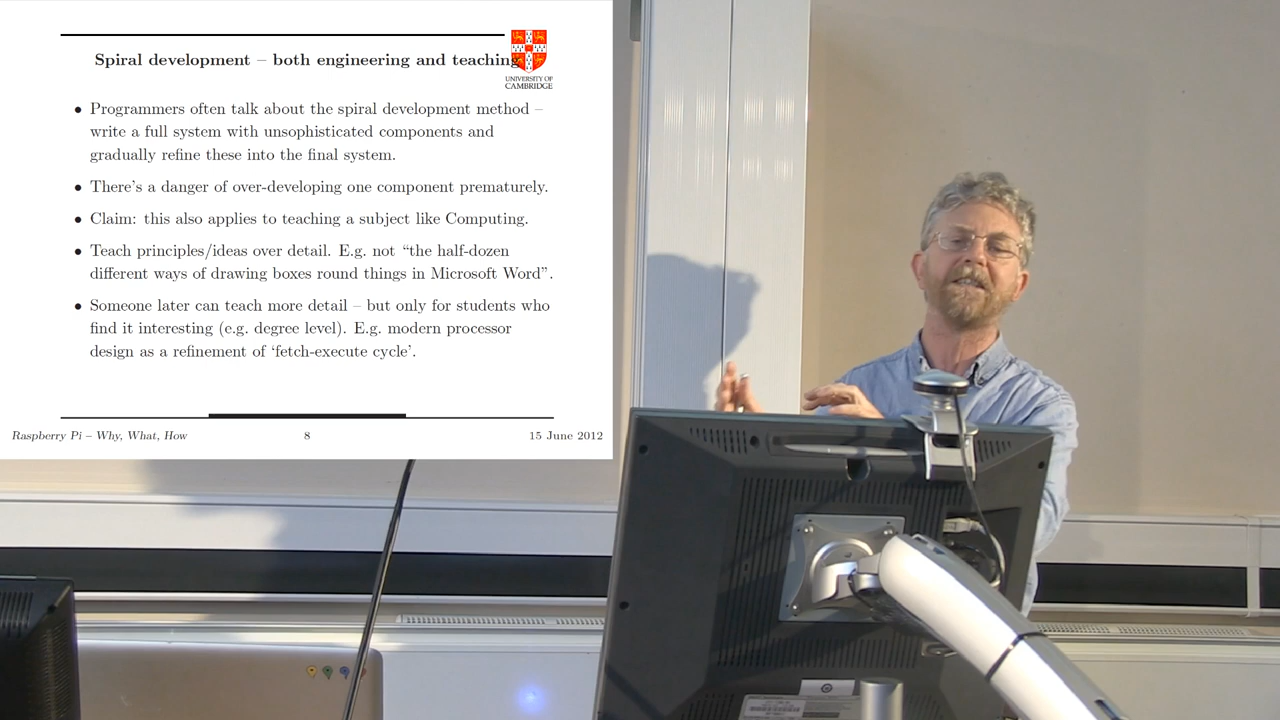 Spiral development – both engineering and teaching
UNIVERSITY OF
CAMBRIDGE
• Programmers often talk about the spiral development method –
write a full system with unsophisticated components and
gradually refine these into the final system.
• There's a danger of over-developing one component prematurely.
• Claim: this also applies to teaching a subject like Computing.
• Teach principles/ideas over detail. E.g. not “the half-dozen
different ways of drawing boxes round things in Microsoft Word”.
• Someone later can teach more detail – but only for students who
find it interesting (e.g. degree level). E.g. modern processor
design as a refinement of ‘fetch-execute cycle’.
Raspberry Pi – Why, What, How 8 15 June 2012